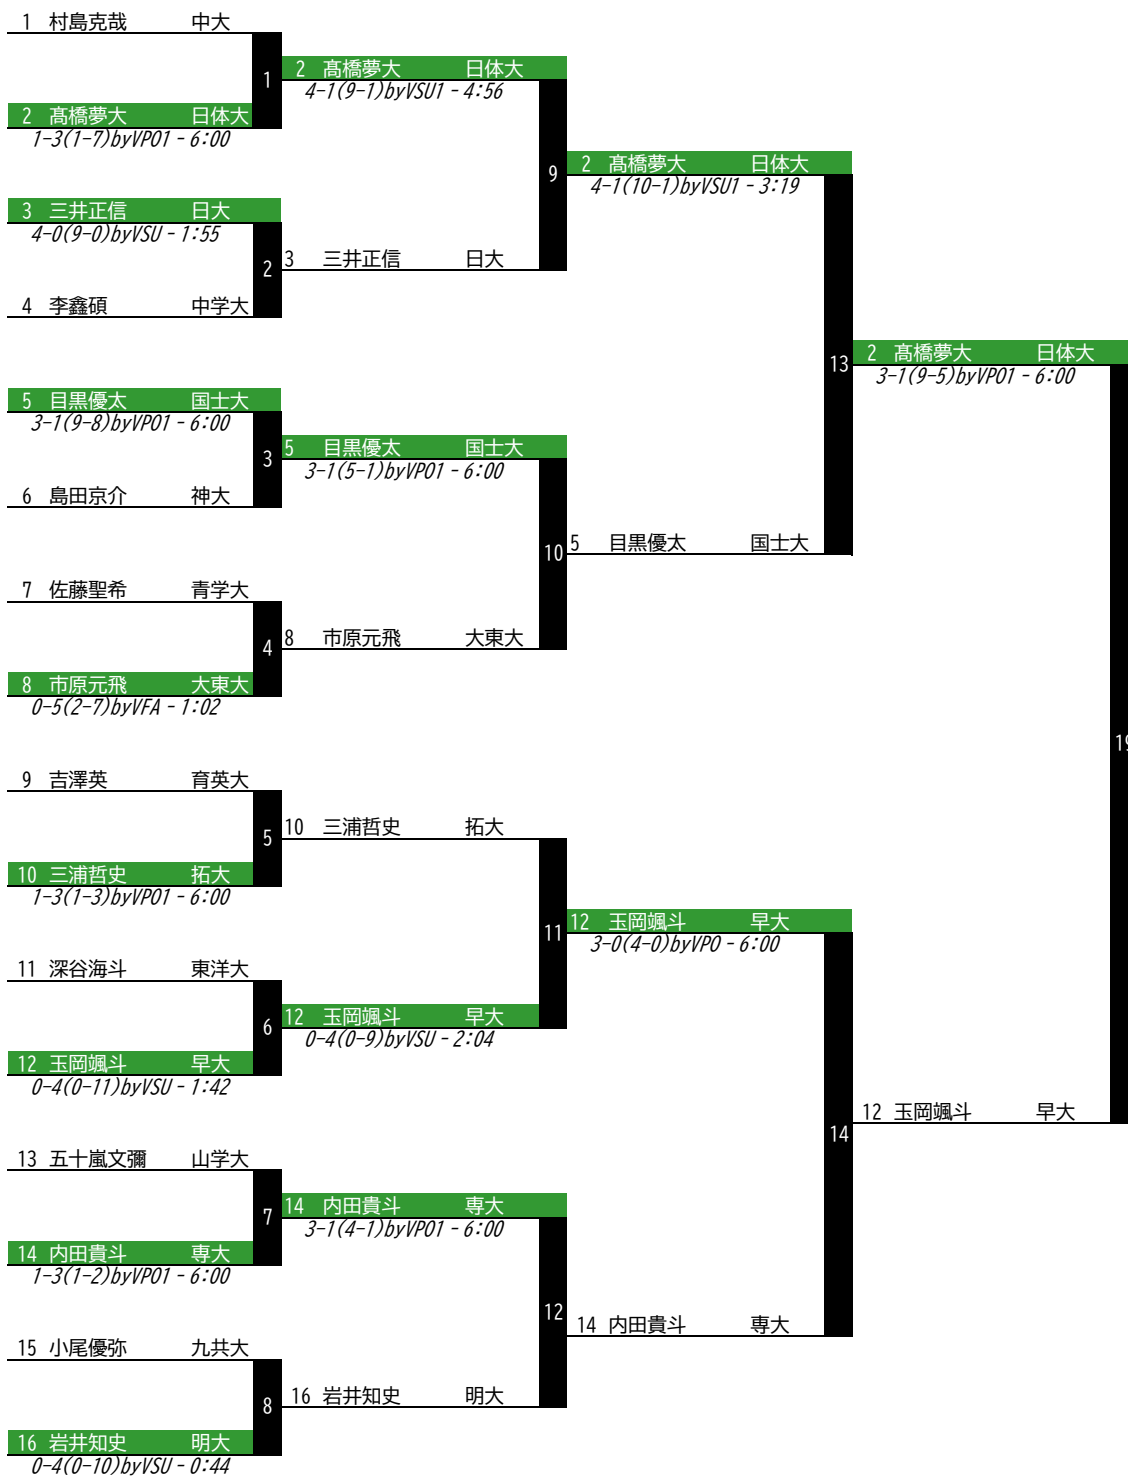 1 村島克哉 中大
1
2 髙橋夢大 日体大
1-3(1-7)byVPO1 - 6:00
3 三井正信 日大
4-0(9-0)byVSU - 1:55
2
4 李鑫碩 中学大
5 目黒優太 国士大
3-1(9-8)byVPO1 - 6:00
3
6 島田京介 神大
7 佐藤聖希 青学大
4
8 市原元飛 大東大
0-5(2-7)byVFA - 1:02
9 吉澤英 育英大
5
10 三浦哲史 拓大
1-3(1-3)byVPO1 - 6:00
11 深谷海斗 東洋大
6
12 玉岡颯斗 早大
0-4(0-11)byVSU - 1:42
13 五十嵐文彌 山学大
7
14 内田貴斗 専大
1-3(1-2)byVPO1 - 6:00
15 小尾優弥 九共大
8
16 岩井知史 明大
0-4(0-10)byVSU - 0:44
2 髙橋夢大 日体大
4-1(9-1)byVSU1 - 4:56
9
3 三井正信 日大
5 目黒優太 国士大
3-1(5-1)byVPO1 - 6:00
10
8 市原元飛 大東大
10 三浦哲史 拓大
11
12 玉岡颯斗 早大
0-4(0-9)byVSU - 2:04
14 内田貴斗 専大
3-1(4-1)byVPO1 - 6:00
12
16 岩井知史 明大
2 髙橋夢大 日体大
4-1(10-1)byVSU1 - 3:19
13
5 目黒優太 国士大
12 玉岡颯斗 早大
3-0(4-0)byVPO - 6:00
14
14 内田貴斗 専大
2 髙橋夢大 日体大
3-1(9-5)byVPO1 - 6:00
19
12 玉岡颯斗 早大